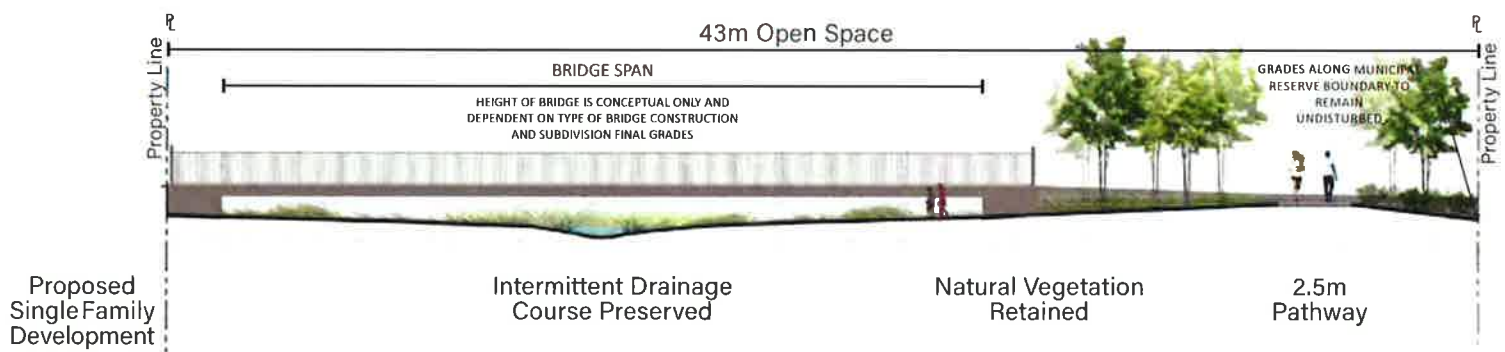 PL
PL
43m Open Space
Property Line
Property Line
BRIDGE SPAN
HEIGHT OF BRIDGE IS CONCEPTUAL ONLY AND
DEPENDENT ON TYPE OF BRIDGE CONSTRUCTION
AND SUBDIVISION FINAL GRADES
GRADES ALONG MUNICIPAL
RESERVE BOUNDARY TO
REMAIN
UNDISTURBED
Proposed
Single Family
Development
Intermittent Drainage
Course Preserved
Natural Vegetation
Retained
2.5m
Pathway